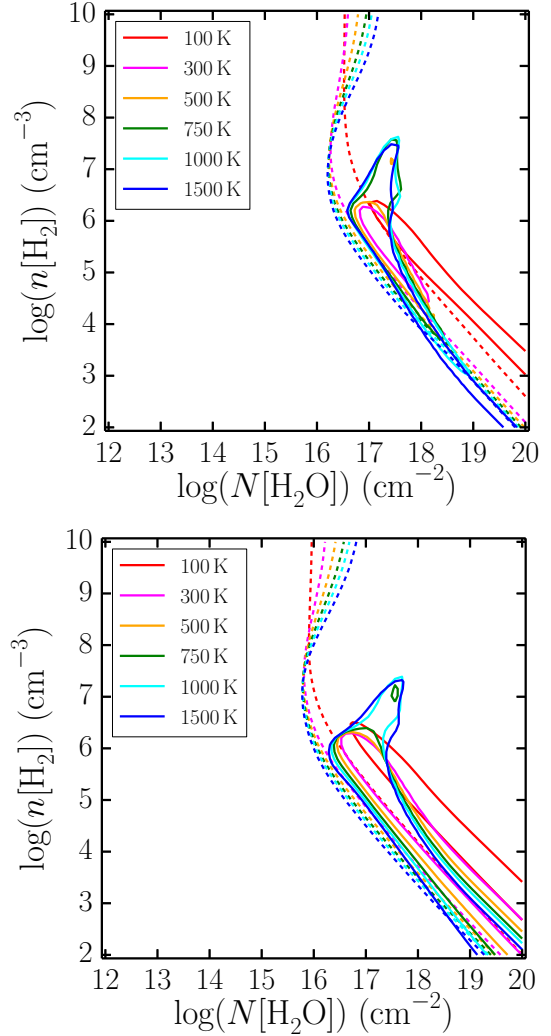 10
9
8
7
6
5
4
3
2
log(n[H₂]) (cm⁻³)
100 K
300 K
500 K
750 K
1000 K
1500 K
12 13 14 15 16 17 18 19 20
log(N[H₂O]) (cm⁻²)
10
9
8
7
6
5
4
3
2
log(n[H₂]) (cm⁻³)
100 K
300 K
500 K
750 K
1000 K
1500 K
12 13 14 15 16 17 18 19 20
log(N[H₂O]) (cm⁻²)